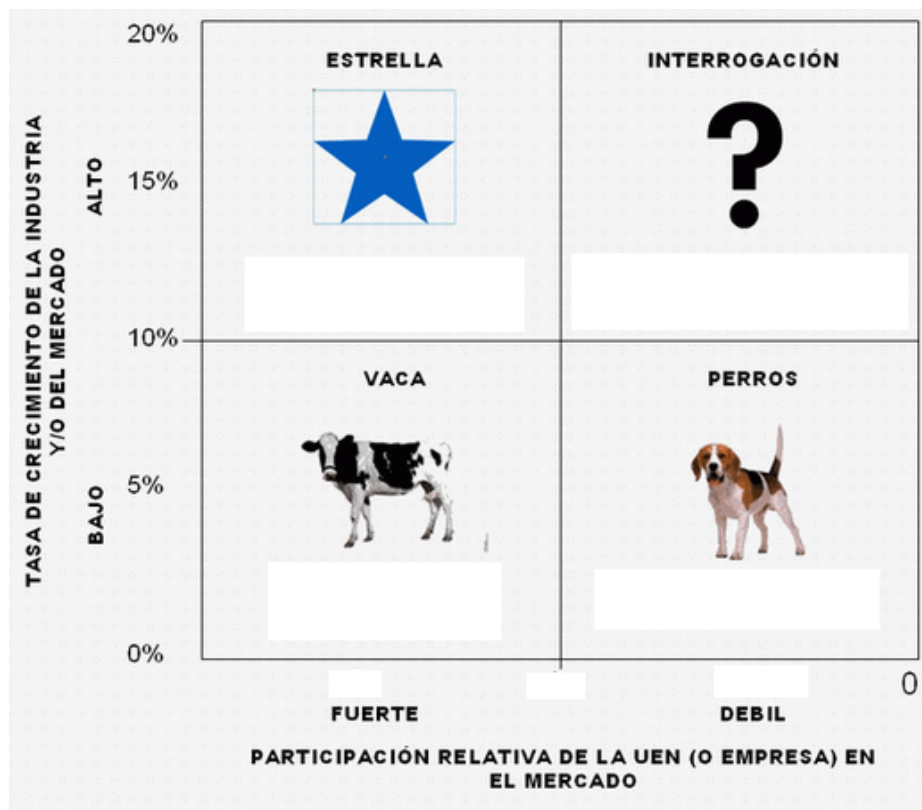 20%
ESTRELLA
INTERROGACIÓN
?
15%
ALTO
TASA DE CRECIMIENTO DE LA INDUSTRIA
Y/O DEL MERCADO
10%
VACA
PERROS
5%
BAJO
0%
0
FUERTE
DEBIL
PARTICIPACIÓN RELATIVA DE LA UEN (O EMPRESA) EN
EL MERCADO